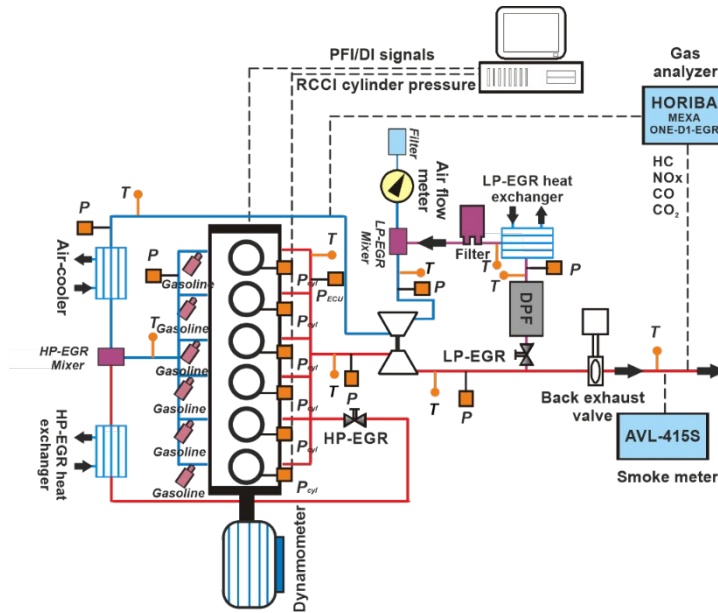 PFI/DI signals
RCCI cylinder pressure
Gas
analyzer
HORIBA
MEXA
ONE-D1-EGR
HC
NOx
CO
CO₂
Filter
Air flow
meter
LP-EGR heat
exchanger
LP-EGR
Mixer
Filter
T
T
T
P
DPF
T
P
LP-EGR
T
P
Back exhaust
valve
T
AVL-415S
Smoke meter
P
T
Air-cooler
P
T
HP-EGR
Mixer
HP-EGR heat
exchanger
Gasoline
Gasoline
Gasoline
Gasoline
Gasoline
Gasoline
Pcyl
Pcyl
Pcyl
Pcyl
Pcyl
Pcyl
T
PECU
T
P
HP-EGR
Dynamometer